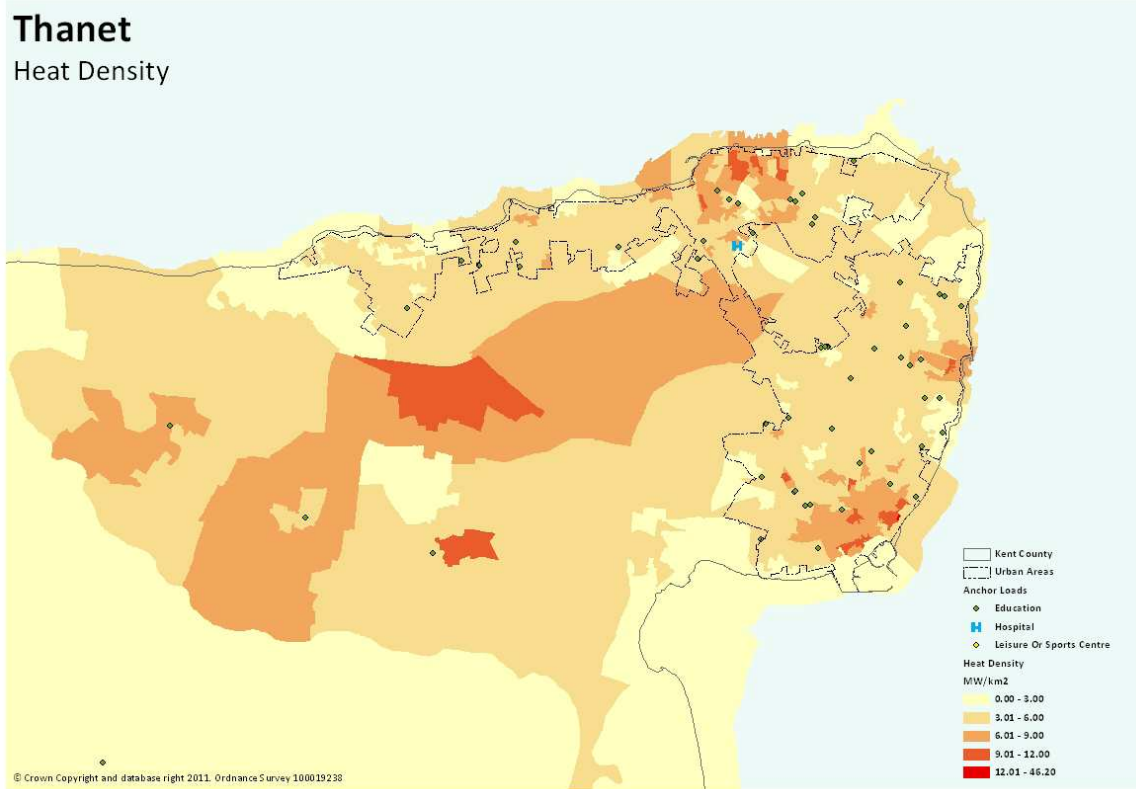 Thanet
Heat Density
H
Kent County
Urban Areas
Anchor Loads
Education
H Hospital
Leisure Or Sports Centre
Heat Density
MW/km2
0.00 - 3.00
3.01 - 6.00
6.01 - 9.00
9.01 - 12.00
12.01 - 46.20
© Crown Copyright and database right 2011. Ordnance Survey 100019238